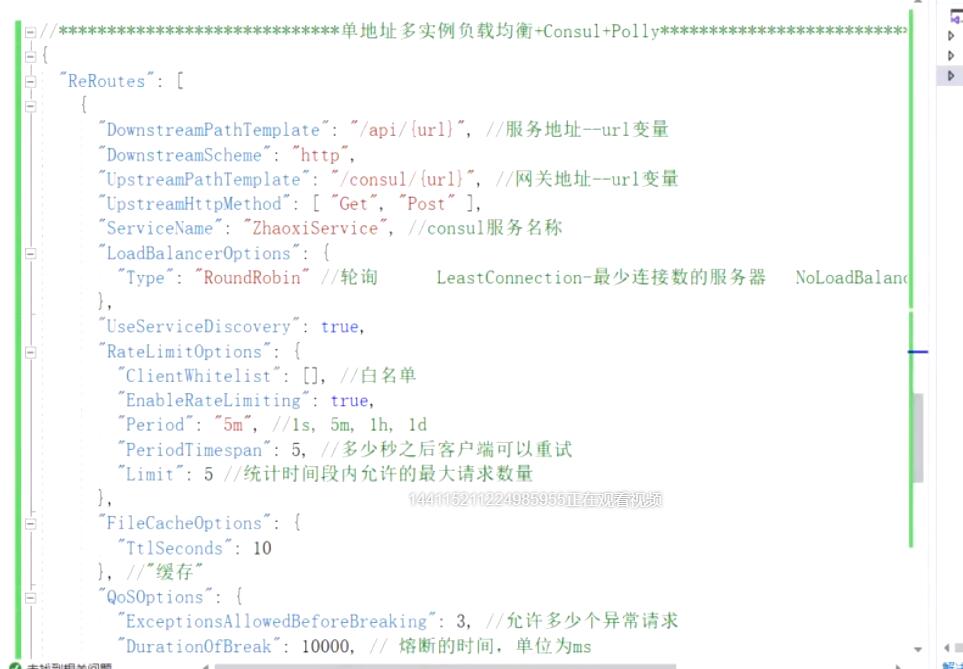 //****************************单地址多实例负载均衡+Consul+Polly*************************
{
"ReRoutes": [
{
"DownstreamPathTemplate": "/api/{url}", //服务地址--url变量
"DownstreamScheme": "http",
"UpstreamPathTemplate": "/consul/{url}", //网关地址--url变量
"UpstreamHttpMethod": [ "Get", "Post" ],
"ServiceName": "ZhaoxiService", //consul服务名称
"LoadBalancerOptions": {
"Type": "RoundRobin" //轮询 LeastConnection-最少连接数的服务器 NoLoadBalanc
},
"UseServiceDiscovery": true,
"RateLimitOptions": {
"ClientWhitelist": [], //白名单
"EnableRateLimiting": true,
"Period": "5m", //1s, 5m, 1h, 1d
"PeriodTimespan": 5, //多少秒之后客户端可以重试
"Limit": 5 //统计时间段内允许的最大请求数量
},
144115211224985955正在观看视频
"FileCacheOptions": {
"TtlSeconds": 10
}, //"缓存"
"QoSOptions": {
"ExceptionsAllowedBeforeBreaking": 3, //允许多少个异常请求
"DurationOfBreak": 10000, // 熔断的时间，单位为ms
未找到相关问题